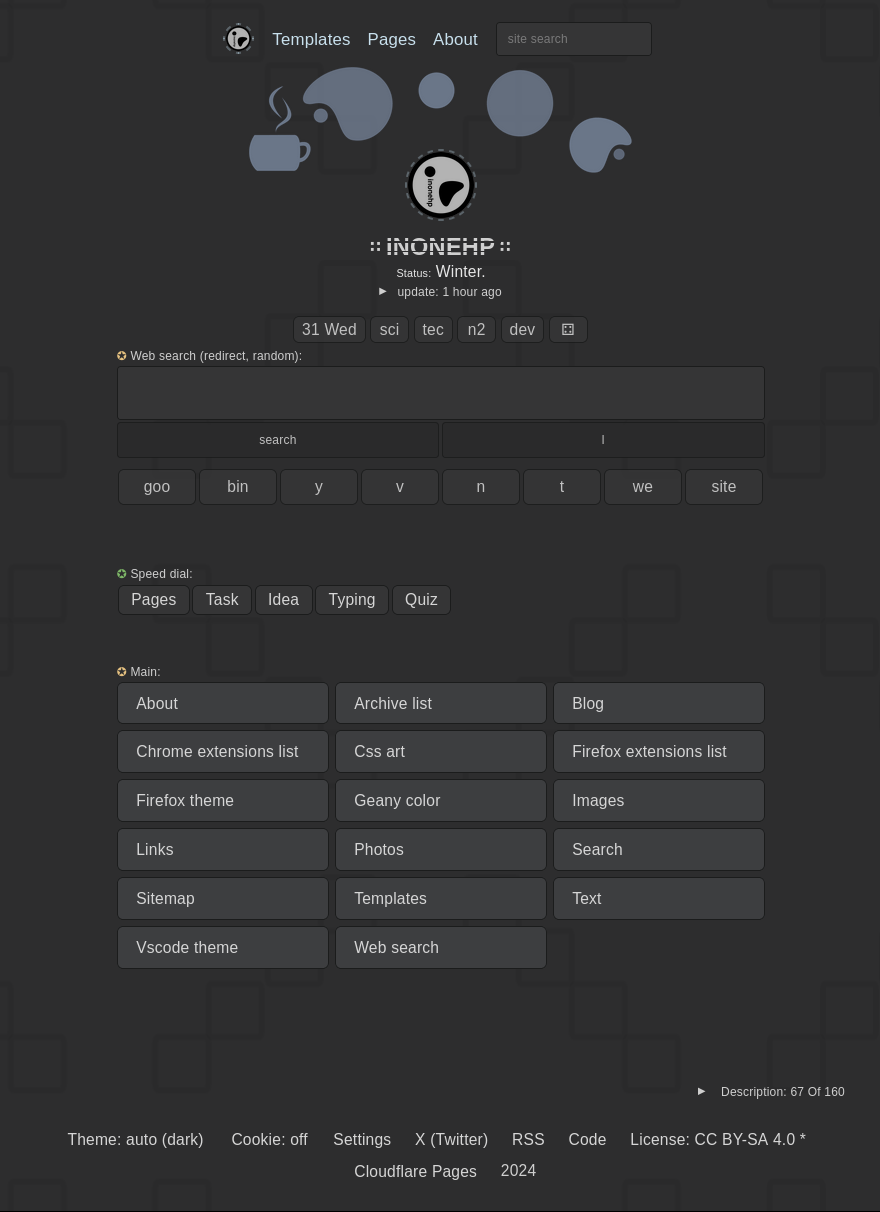 Templates Pages About site search
inonehp
:: INONEHP ::
Status: Winter.
► update: 1 hour ago
31 Wed sci tec n2 dev ⚃
✪ Web search (redirect, random):
search l
goo bin y v n t we site
✪ Speed dial:
Pages Task Idea Typing Quiz
✪ Main:
About Archive list Blog
Chrome extensions list Css art Firefox extensions list
Firefox theme Geany color Images
Links Photos Search
Sitemap Templates Text
Vscode theme Web search
► Description: 67 Of 160
Theme: auto (dark) Cookie: off Settings X (Twitter) RSS Code License: CC BY-SA 4.0 *
Cloudflare Pages 2024